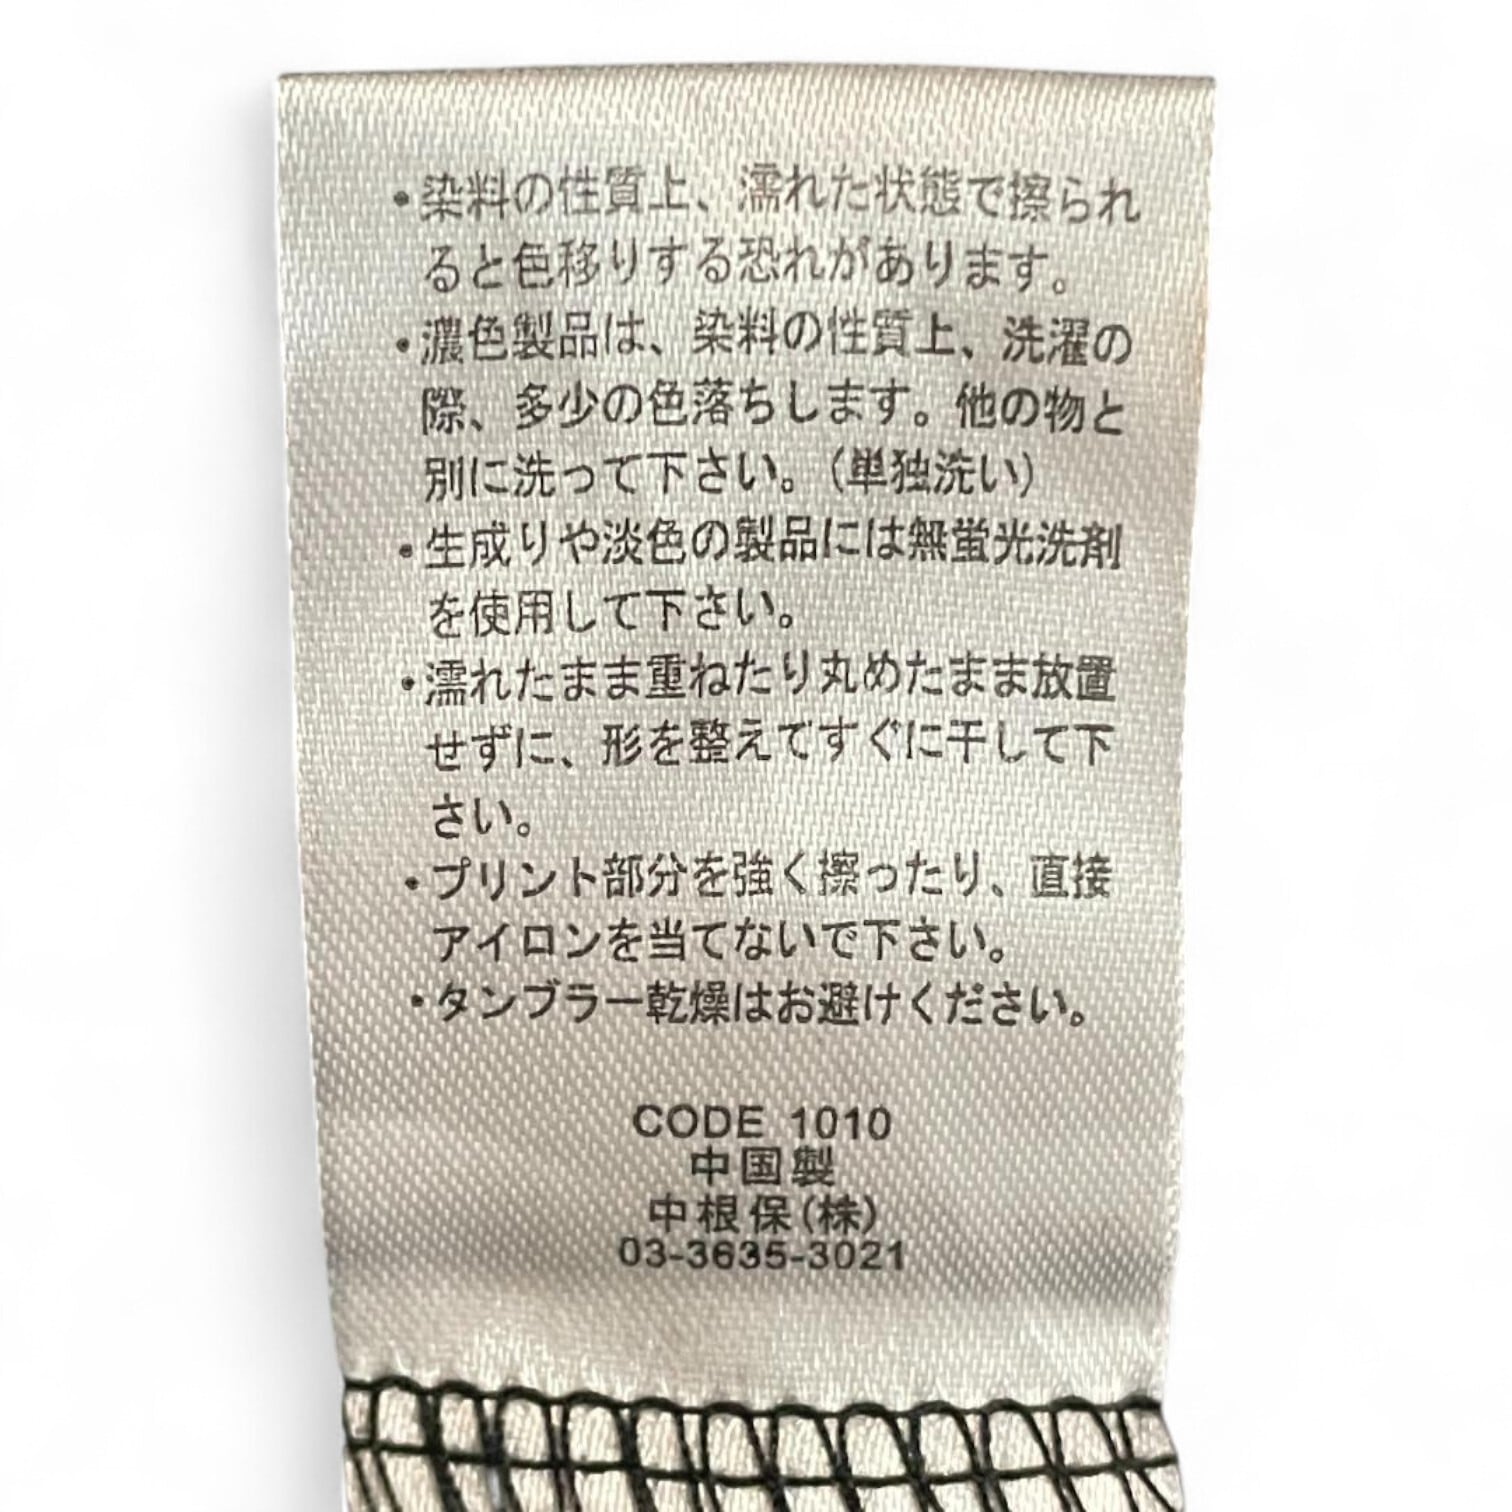 ・染料の性質上、濡れた状態で擦られ
ると色移りする恐れがあります。
・濃色製品は、染料の性質上、洗濯の
際、多少の色落ちします。他の物と
別に洗って下さい。(単独洗い)
・生成りや淡色の製品には無蛍光洗剤
を使用して下さい。
・濡れたまま重ねたり丸めたまま放置
せずに、形を整えてすぐに干して下
さい。
・プリント部分を強く擦ったり、直接
アイロンを当てないで下さい。
・タンブラー乾燥はお避けください。
CODE 1010
中国製
中根保(株)
03-3635-3021